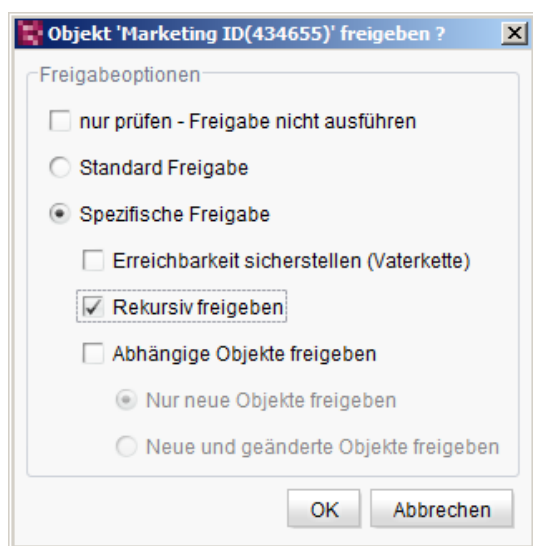 Objekt 'Marketing ID(434655)' freigeben ?
Freigabeoptionen
nur prüfen - Freigabe nicht ausführen
Standard Freigabe
Spezifische Freigabe
Erreichbarkeit sicherstellen (Vaterkette)
Rekursiv freigeben
Abhängige Objekte freigeben
Nur neue Objekte freigeben
Neue und geänderte Objekte freigeben
OK Abbrechen